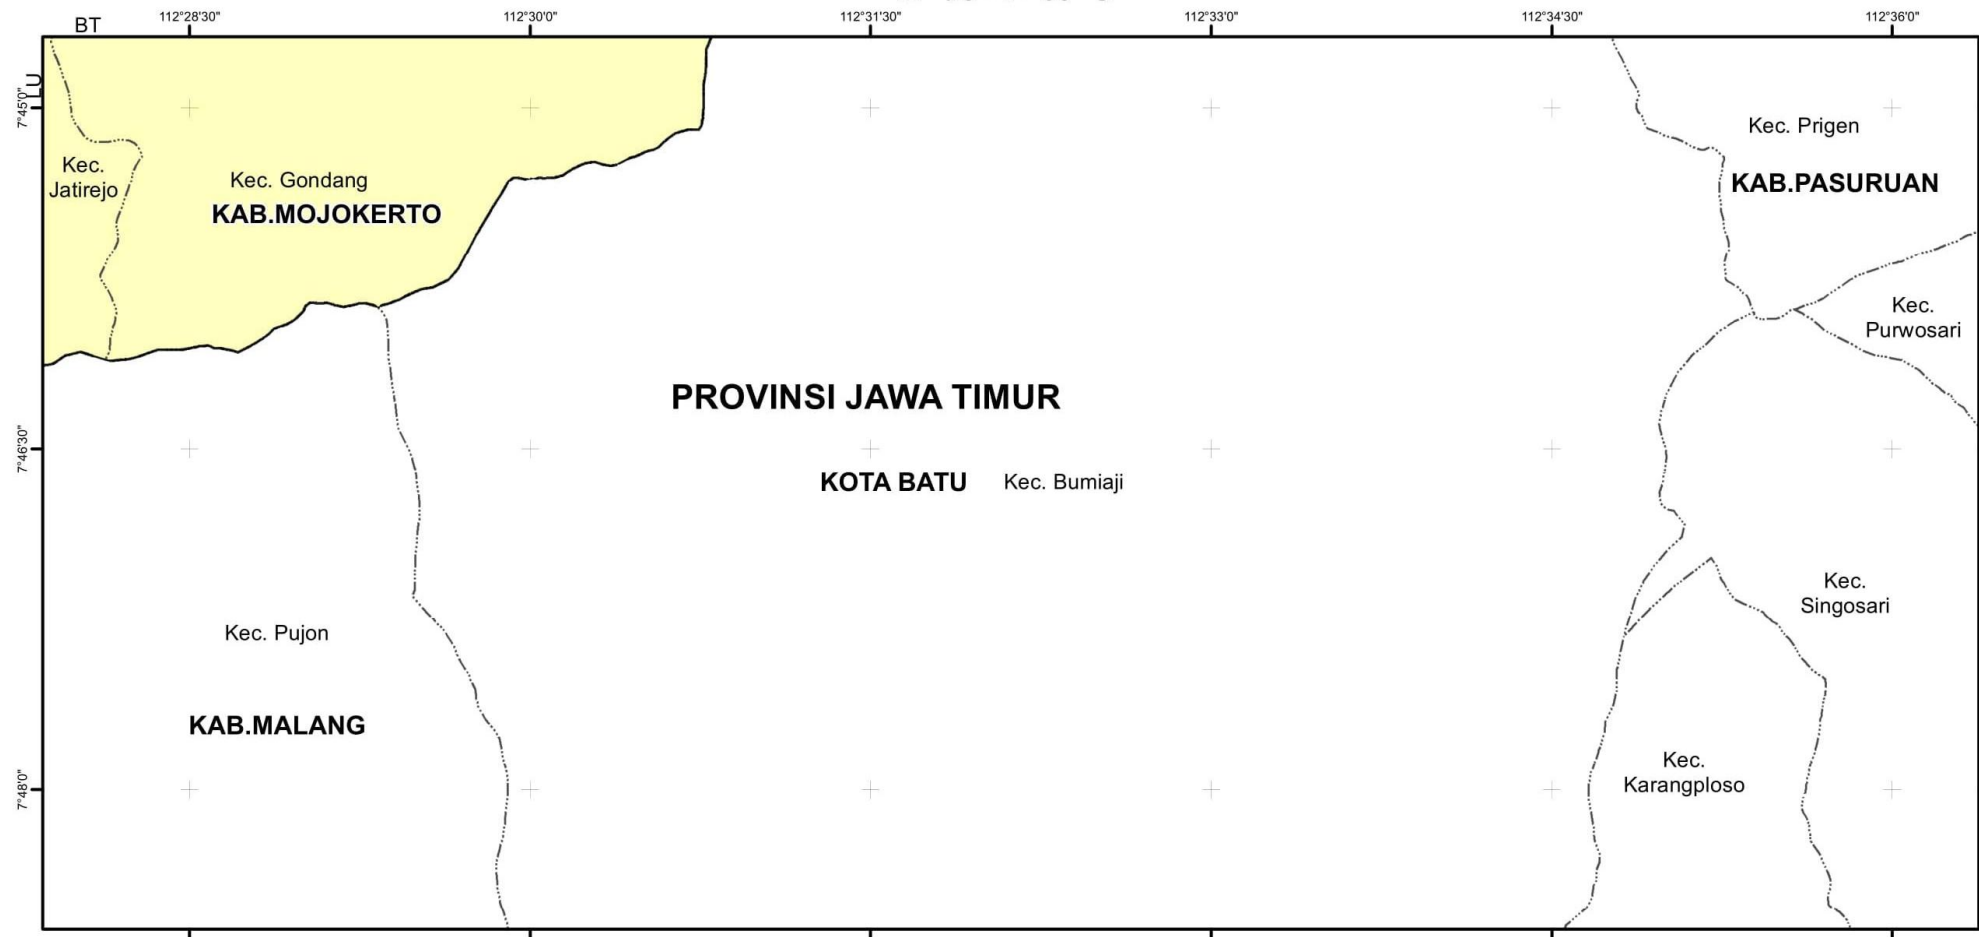 BT
112°28'30"
112°30'0"
112°31'30"
112°33'0"
112°34'30"
112°36'0"
LU
7°45'0"
7°46'30"
7°48'0"
Kec.
Jatirejo
Kec. Gondang
KAB.MOJOKERTO
Kec. Prigen
KAB.PASURUAN
Kec.
Purwosari
PROVINSI JAWA TIMUR
KOTA BATU
Kec. Bumiaji
Kec. Pujon
KAB.MALANG
Kec.
Singosari
Kec.
Karangploso